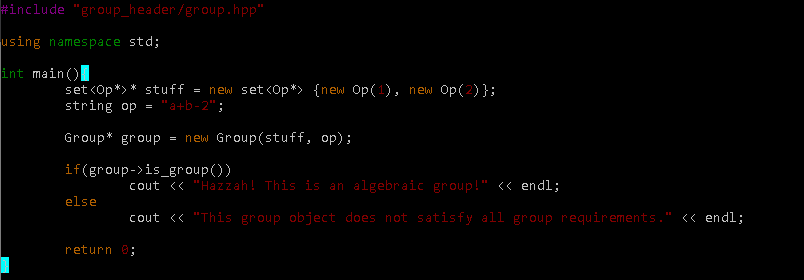 #include "group_header/group.hpp"
using namespace std;
int main(){
set<Op*>* stuff = new set<Op*> {new Op(1), new Op(2)};
string op = "a+b-2";
Group* group = new Group(stuff, op);
if(group->is_group())
cout << "Hazzah! This is an algebraic group!" << endl;
else
cout << "This group object does not satisfy all group requirements." << endl;
return 0;
}